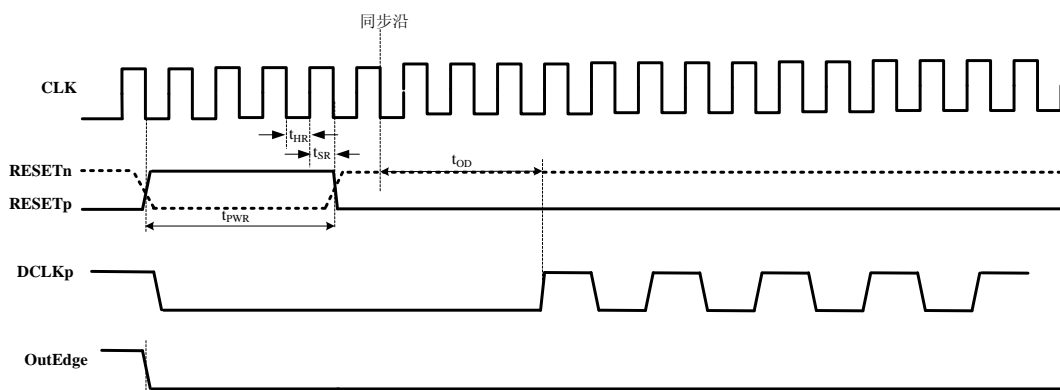 同步沿
CLK
tHR
tSR
tOD
RESETn
RESETp
tPWR
DCLKp
OutEdge